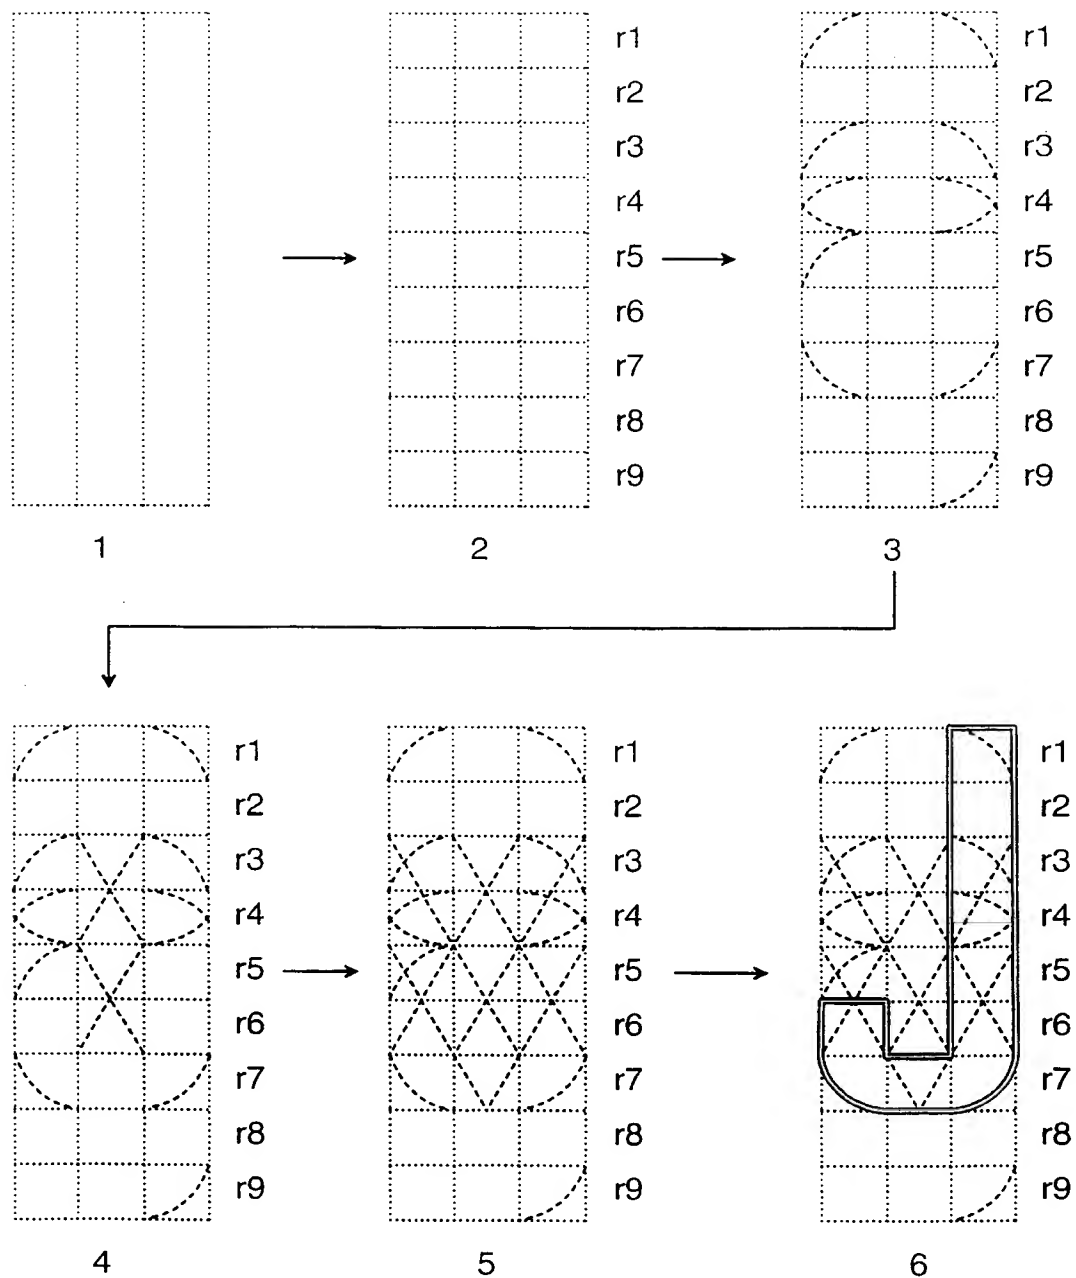 r1 r1
r2 r2
r3 r3
r4 r4
r5 r5
r6 r6
r7 r7
r8 r8
r9 r9
1 2 3
r1 r1 r1
r2 r2 r2
r3 r3 r3
r4 r4 r4
r5 r5 r5
r6 r6 r6
r7 r7 r7
r8 r8 r8
r9 r9 r9
4 5 6